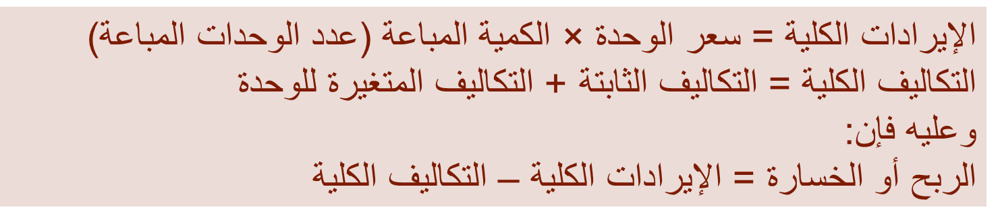 الإيرادات الكلية = سعر الوحدة × الكمية المباعة (عدد الوحدات المباعة)
التكاليف الكلية = التكاليف الثابتة + التكاليف المتغيرة للوحدة
وعليه فإن:
الربح أو الخسارة = الإيرادات الكلية – التكاليف الكلية